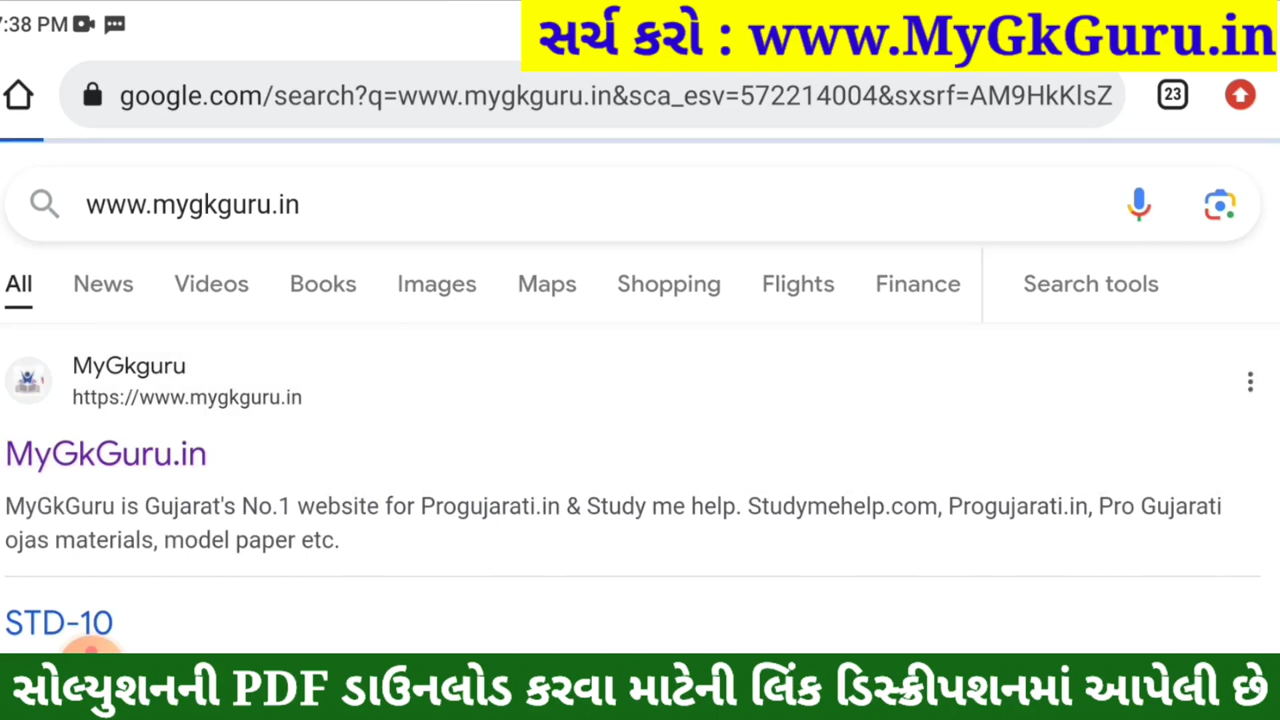 :38 PM
સર્ચ કરો : www.MyGkGuru.in
google.com/search?q=www.mygkguru.in&sca_esv=572214004&sxsrf=AM9HkKlsZ
23
www.mygkguru.in
All News Videos Books Images Maps Shopping Flights Finance Search tools
MyGkguru
https://www.mygkguru.in
MyGkGuru.in
MyGkGuru is Gujarat's No.1 website for Progujarati.in & Study me help. Studymehelp.com, Progujarati.in, Pro Gujarati
ojas materials, model paper etc.
STD-10
સોલ્યુશનની PDF ડાઉનલોડ કરવા માટેની લિંક ડિસ્ક્રીપશનમાં આપેલી છે